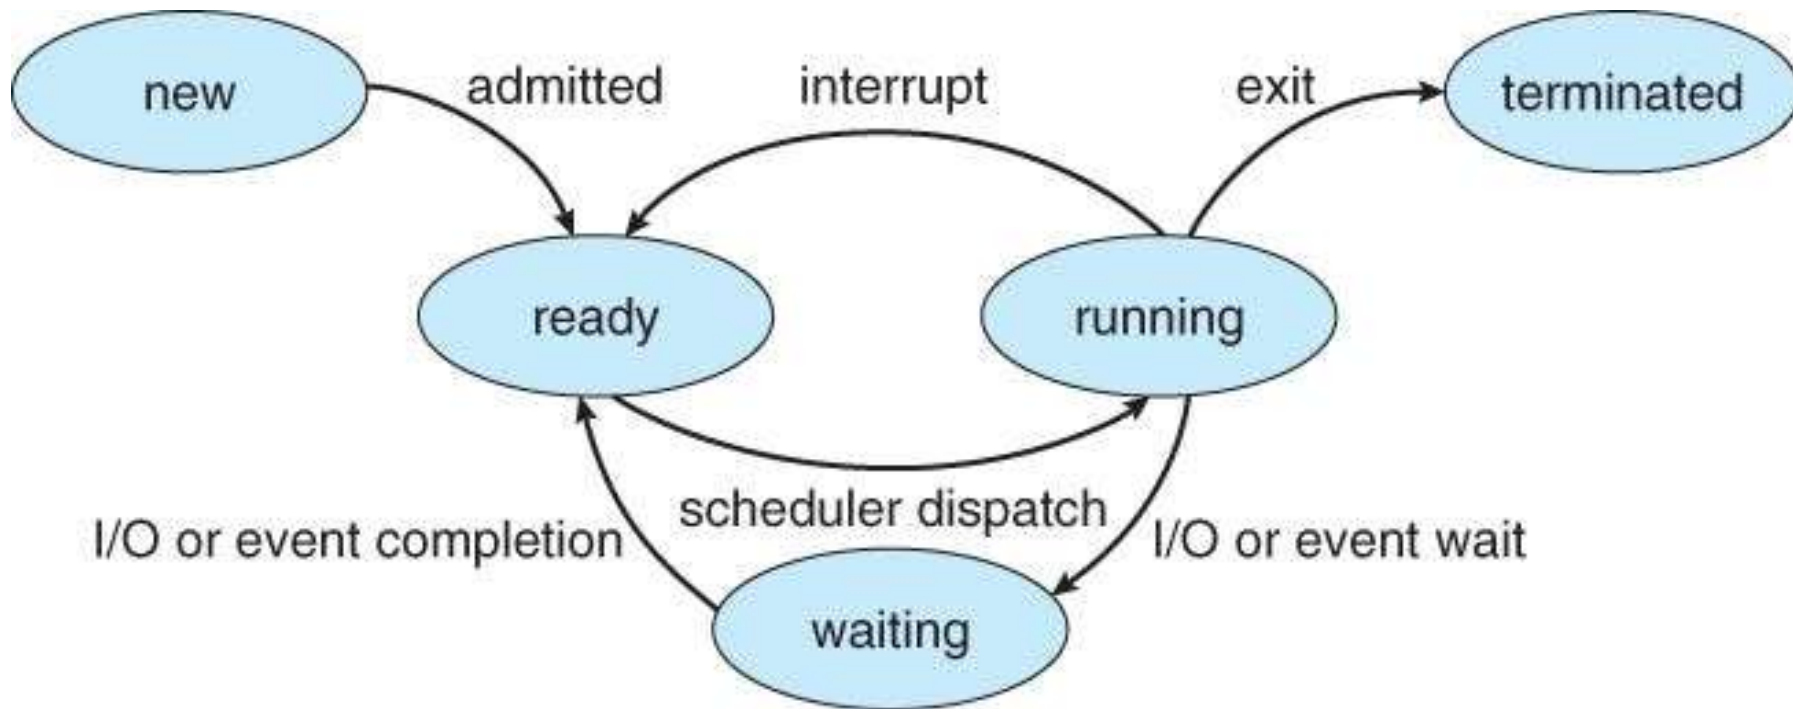 new
admitted
interrupt
exit
terminated
ready
running
scheduler dispatch
I/O or event completion
I/O or event wait
waiting